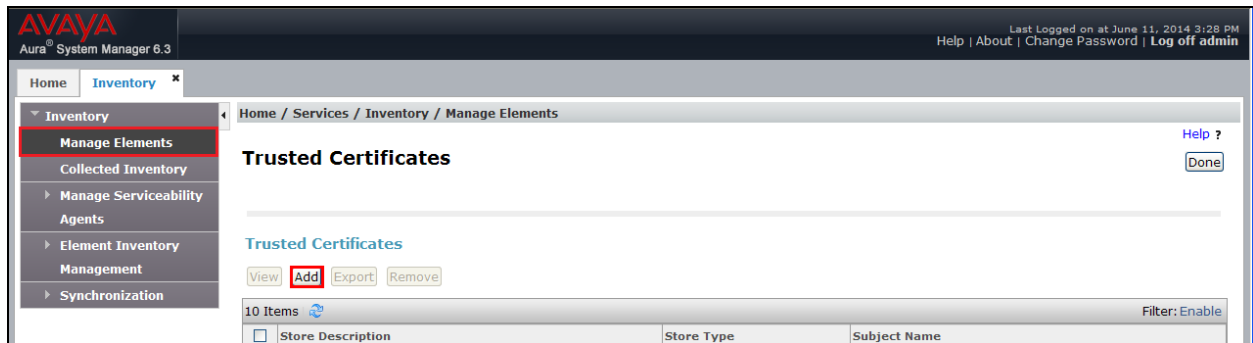 AVAYA
Aura® System Manager 6.3
Last Logged on at June 11, 2014 3:28 PM
Help | About | Change Password | Log off admin
Home
Inventory ×
Inventory
Manage Elements
Collected Inventory
Manage Serviceability
Agents
Element Inventory
Management
Synchronization
Home / Services / Inventory / Manage Elements
Help ?
Trusted Certificates
Done
Trusted Certificates
View Add Export Remove
10 Items
Filter: Enable
Store Description Store Type Subject Name